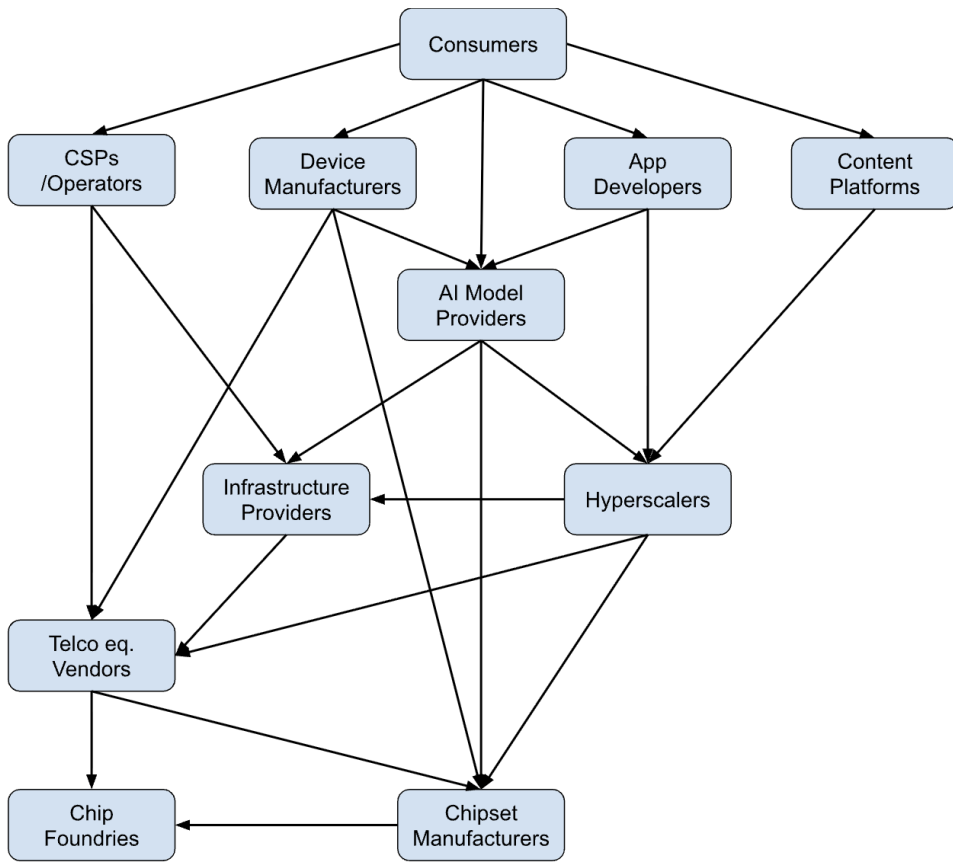 Consumers
CSPs
/Operators
Device
Manufacturers
App
Developers
Content
Platforms
AI Model
Providers
Infrastructure
Providers
Hyperscalers
Telco eq.
Vendors
Chip
Foundries
Chipset
Manufacturers